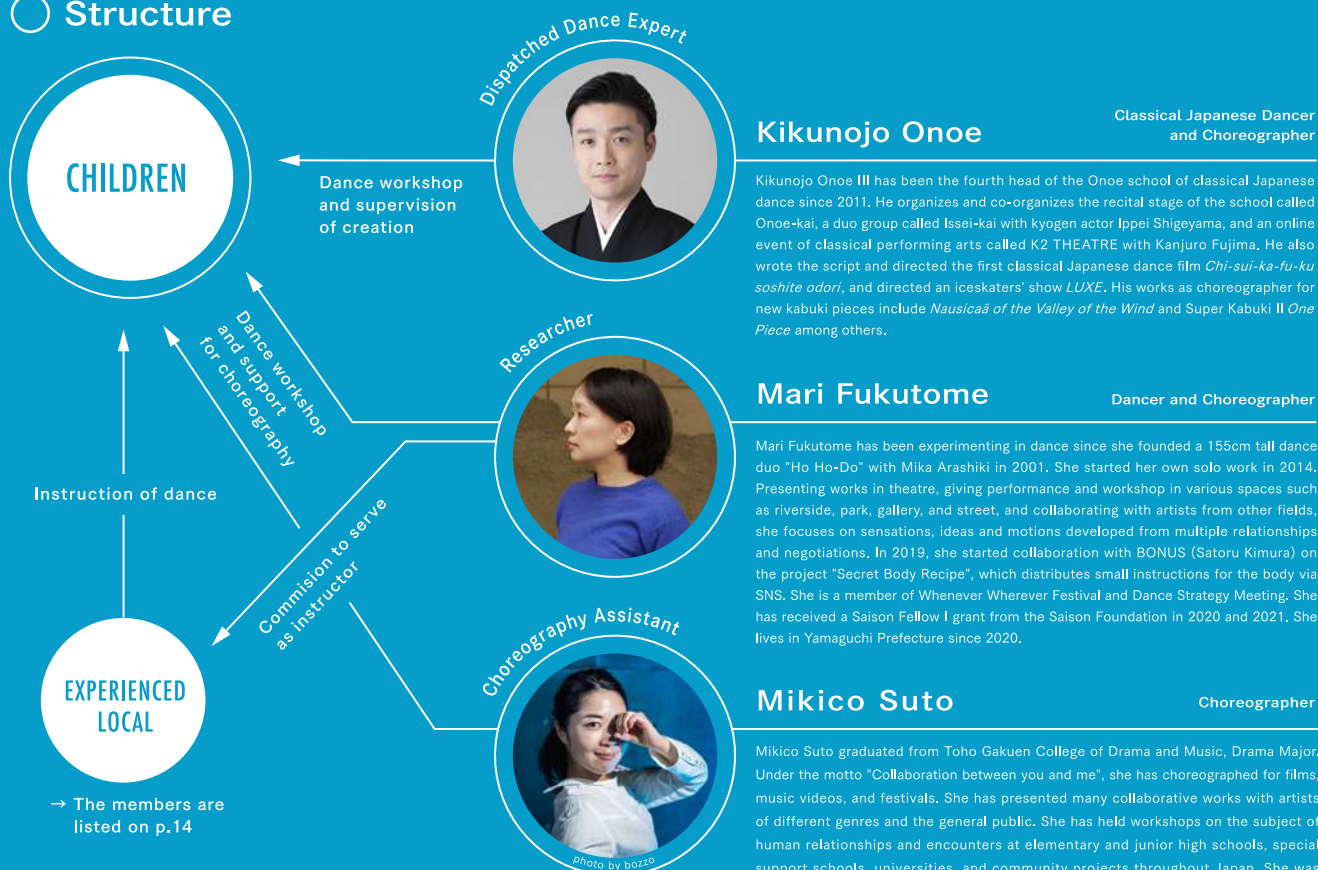 Structure
CHILDREN
Dispatched Dance Expert
Dance workshop
and supervision
of creation
Kikunojo Onoe
Classical Japanese Dancer
and Choreographer
Kikunojo Onoe III has been the fourth head of the Onoe school of classical Japanese
dance since 2011. He organizes and co-organizes the recital stage of the school called
Onoe-kai, a duo group called Issei-kai with kyogen actor Ippei Shigeyama, and an online
event of classical performing arts called K2 THEATRE with Kanjuro Fujima. He also
wrote the script and directed the first classical Japanese dance film Chi-sui-ka-fu-ku
soshite odori, and directed an iceskaters' show LUXE. His works as choreographer for
new kabuki pieces include Nausicaä of the Valley of the Wind and Super Kabuki II One
Piece among others.
Dance workshop
and support
for choreography
Researcher
Mari Fukutome
Dancer and Choreographer
Mari Fukutome has been experimenting in dance since she founded a 155cm tall dance
duo "Ho Ho-Do" with Mika Arashiki in 2001. She started her own solo work in 2014.
Presenting works in theatre, giving performance and workshop in various spaces such
as riverside, park, gallery, and street, and collaborating with artists from other fields,
she focuses on sensations, ideas and motions developed from multiple relationships
and negotiations. In 2019, she started collaboration with BONUS (Satoru Kimura) on
the project "Secret Body Recipe", which distributes small instructions for the body via
SNS. She is a member of Whenever Wherever Festival and Dance Strategy Meeting. She
has received a Saison Fellow I grant from the Saison Foundation in 2020 and 2021. She
lives in Yamaguchi Prefecture since 2020.
Instruction of dance
Commision to serve
as instructor
EXPERIENCED
LOCAL
→ The members are
listed on p.14
Choreography Assistant
photo by bozzo
Mikico Suto
Choreographer
Mikico Suto graduated from Toho Gakuen College of Drama and Music, Drama Major.
Under the motto "Collaboration between you and me", she has choreographed for films,
music videos, and festivals. She has presented many collaborative works with artists
of different genres and the general public. She has held workshops on the subject of
human relationships and encounters at elementary and junior high schools, special
support schools, universities, and community projects throughout Japan. She was